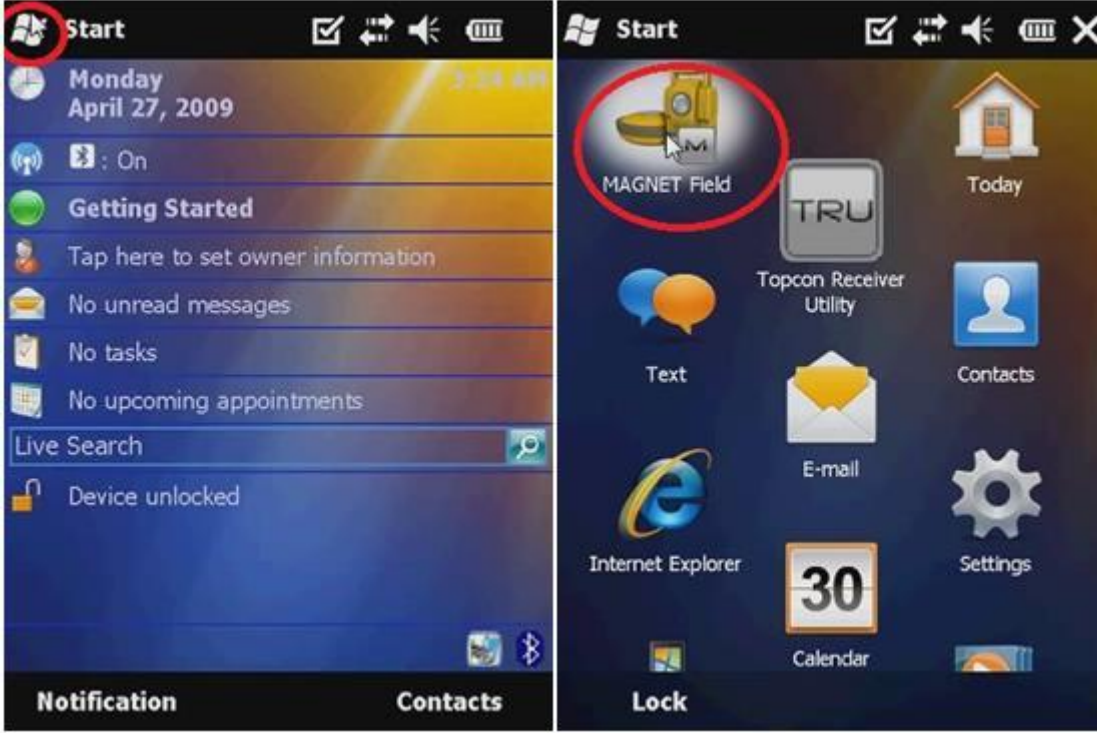 Start
Monday
April 27, 2009
: On
Getting Started
Tap here to set owner information
No unread messages
No tasks
No upcoming appointments
Live Search
Device unlocked
Notification Contacts
Start
MAGNET Field
M
Today
TRU
Topcon Receiver
Utility
Text
Contacts
E-mail
Internet Explorer
Settings
30
Calendar
Lock